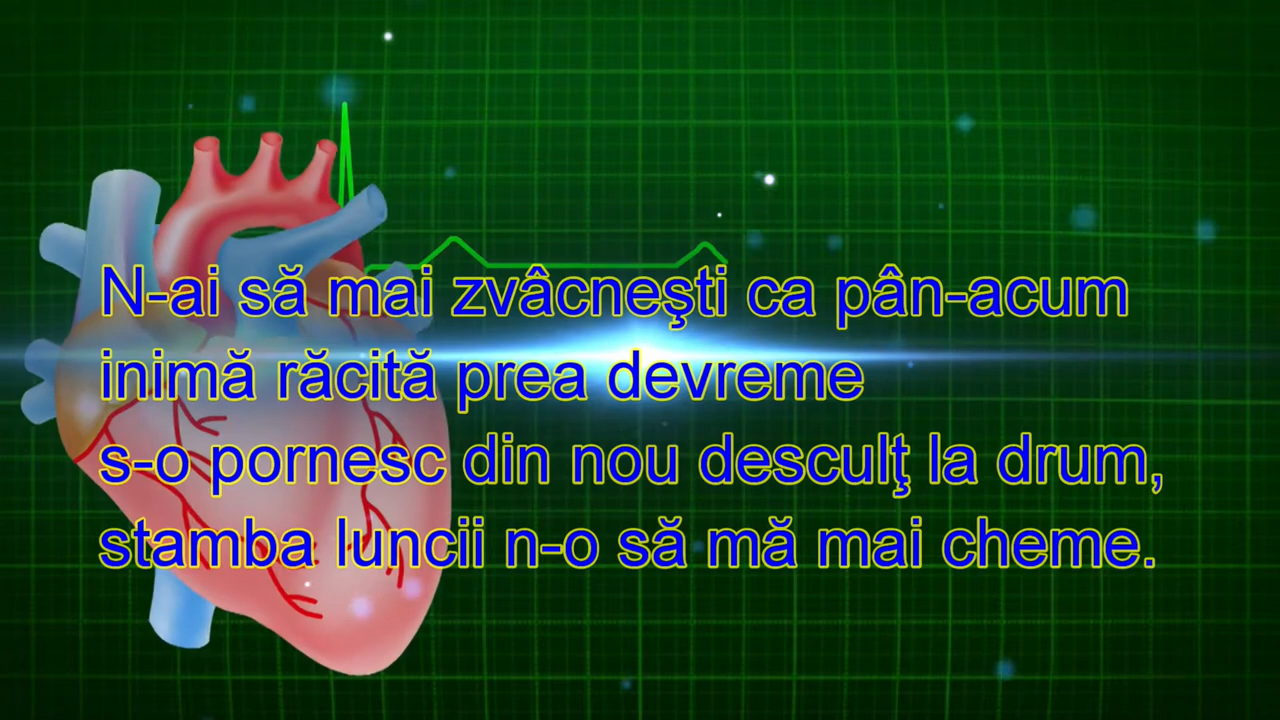 N-ai să mai zvâcneşti ca pân-acum
inimă răcită prea devreme
s-o pornesc din nou desculţ la drum,
stamba luncii n-o să mă mai cheme.